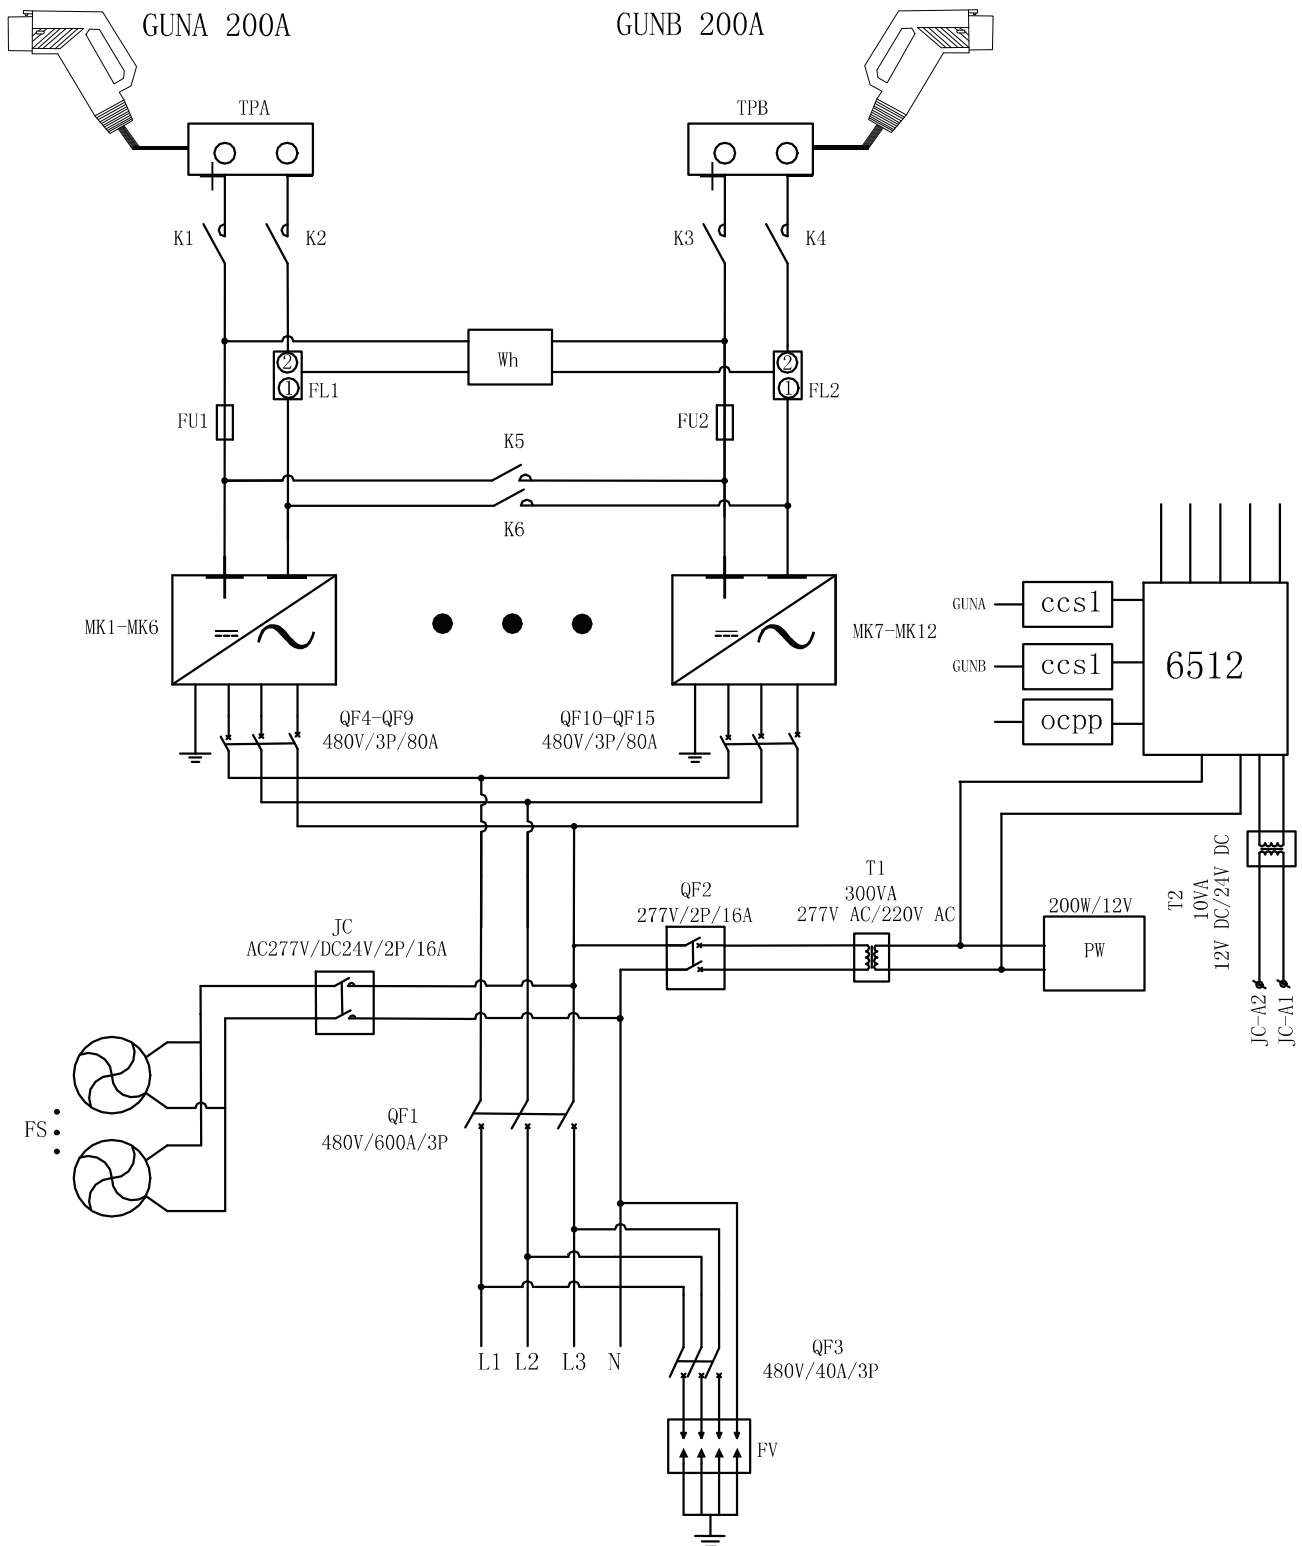 GUNA 200A
GUNB 200A
TPA
TPB
K1
K2
K3
K4
Wh
2
1
FL1
2
1
FL2
FU1
FU2
K5
K6
MK1-MK6
MK7-MK12
GUNA
ccs1
GUNB
ccs1
ocpp
6512
QF4-QF9
480V/3P/80A
QF10-QF15
480V/3P/80A
T1
300VA
277V AC/220V AC
QF2
277V/2P/16A
200W/12V
PW
T2
10VA
12V DC/24V DC
JC-A2
JC-A1
JC
AC277V/DC24V/2P/16A
FS
QF1
480V/600A/3P
L1
L2
L3
N
QF3
480V/40A/3P
FV